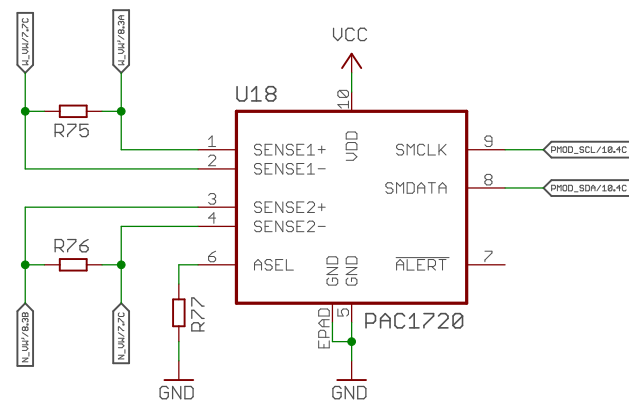 W_VW/7.7C
W_VW'/8.3A
VCC
U18
10
VDD
R75
1
SENSE1+
SMCLK
9
PMOD_SCL/10.4C
2
SENSE1-
SMDATA
8
PMOD_SDA/10.4C
3
SENSE2+
4
SENSE2-
R76
6
ASEL
GND
GND
ALERT
7
R77
EPAD
5
PAC1720
N_VW'/8.3B
N_VW/7.7C
GND
GND